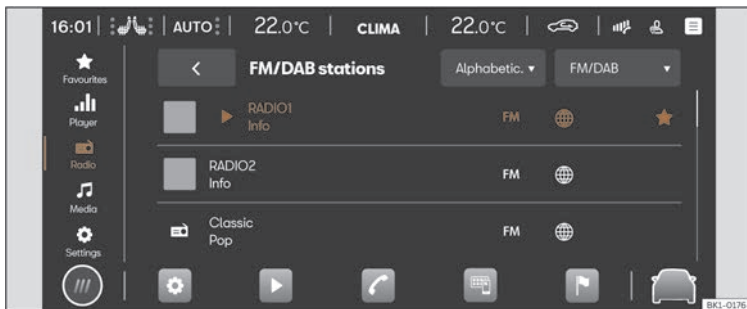 16:01 AUTO 22.0°C CLIMA 22.0°C
Favourites
Player
Radio
Media
Settings
FM/DAB stations Alphabetic. FM/DAB
RADIO1 FM
Info
RADIO2 FM
Info
Classic FM
Pop
BK1-0176